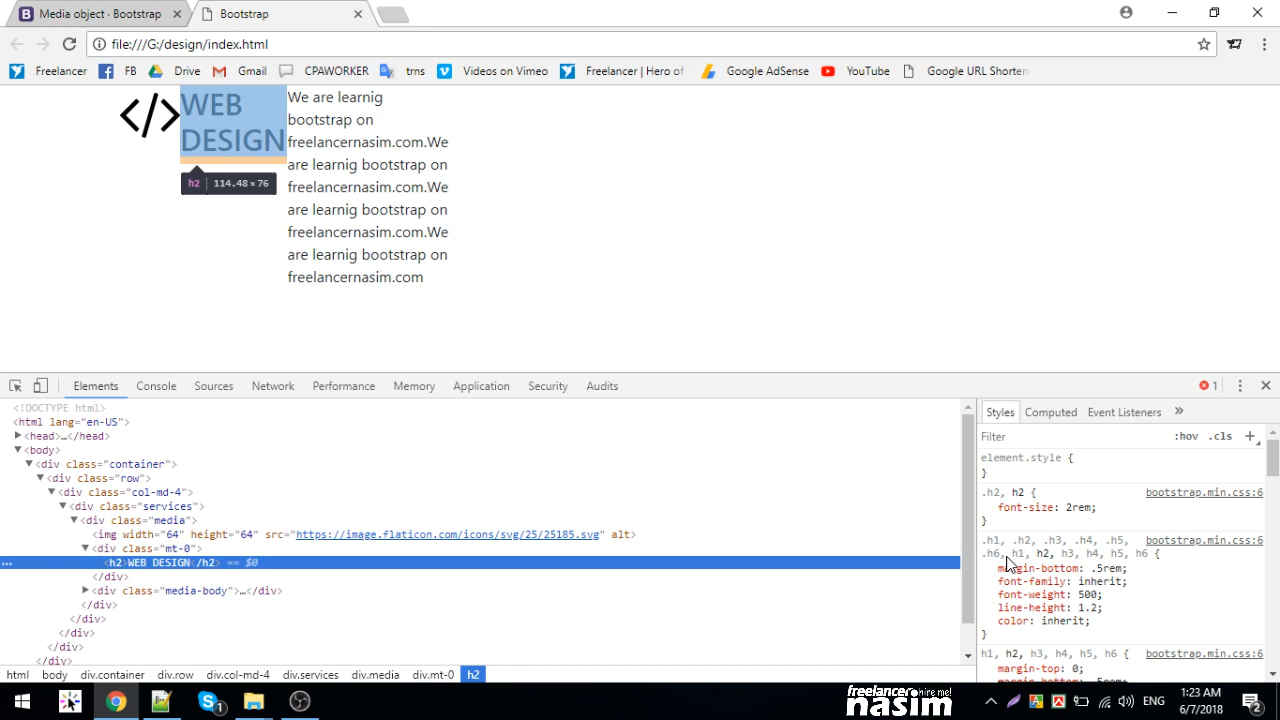 Media object · Bootstrap
Bootstrap
file:///G:/design/index.html
Freelancer
FB
Drive
Gmail
CPAWORKER
trns
Videos on Vimeo
Freelancer | Hero of
Google AdSense
YouTube
Google URL Shorten
WEB
DESIGN
We are learnig
bootstrap on
freelancernasim.com.We
are learnig bootstrap on
freelancernasim.com.We
are learnig bootstrap on
freelancernasim.com.We
are learnig bootstrap on
freelancernasim.com
h2 114.48×76
Elements Console Sources Network Performance Memory Application Security Audits
1
<!DOCTYPE html>
<html lang="en-US">
<head>…</head>
<body>
<div class="container">
<div class="row">
<div class="col-md-4">
<div class="services">
<div class="media">
<img width="64" height="64" src="https://image.flaticon.com/icons/svg/25/25185.svg" alt>
<div class="mt-0">
… <h2>WEB DESIGN</h2> == $0
</div>
<div class="media-body">…</div>
</div>
</div>
</div>
</div>
</div>
html body div.container div.row div.col-md-4 div.services div.media div.mt-0 h2
Styles Computed Event Listeners »
Filter :hov .cls +
element.style {
}
.h2, h2 { bootstrap.min.css:6
font-size: 2rem;
}
.h1, .h2, .h3, .h4, .h5, bootstrap.min.css:6
.h6, h1, h2, h3, h4, h5, h6 {
margin-bottom: .5rem;
font-family: inherit;
font-weight: 500;
line-height: 1.2;
color: inherit;
}
h1, h2, h3, h4, h5, h6 { bootstrap.min.css:6
margin-top: 0;
margin-bottom: .5rem;
freelancer hire me!
nasim
ENG
1:23 AM
6/7/2018
1
2